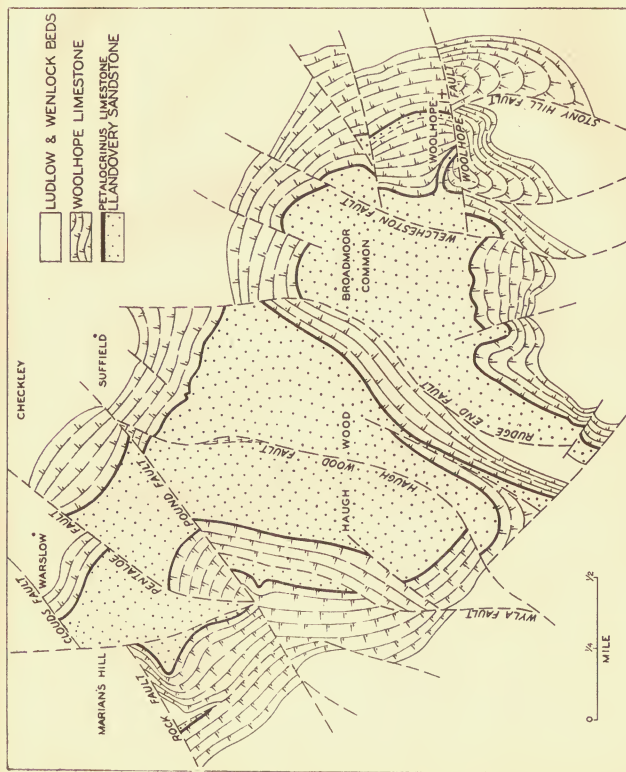 LUDLOW & WENLOCK BEDS
WOOLHOPE LIMESTONE
PETALOCRINUS LIMESTONE
LLANDOVERY SANDSTONE
CHECKLEY
SUFFIELD
WARSLOW
CLOUDS FAULT
PENTALOE FAULT
POUND FAULT
MARIAN'S HILL
ROCK FAULT
HAUGH WOOD
HAUGH WOOD FAULT
BROADMOOR
COMMON
WELCHESTON FAULT
WOOLHOPE
WOOLHOPE FAULT
STONY HILL FAULT
RUDGE END FAULT
WYLA FAULT
0 1/4 1/2
MILE